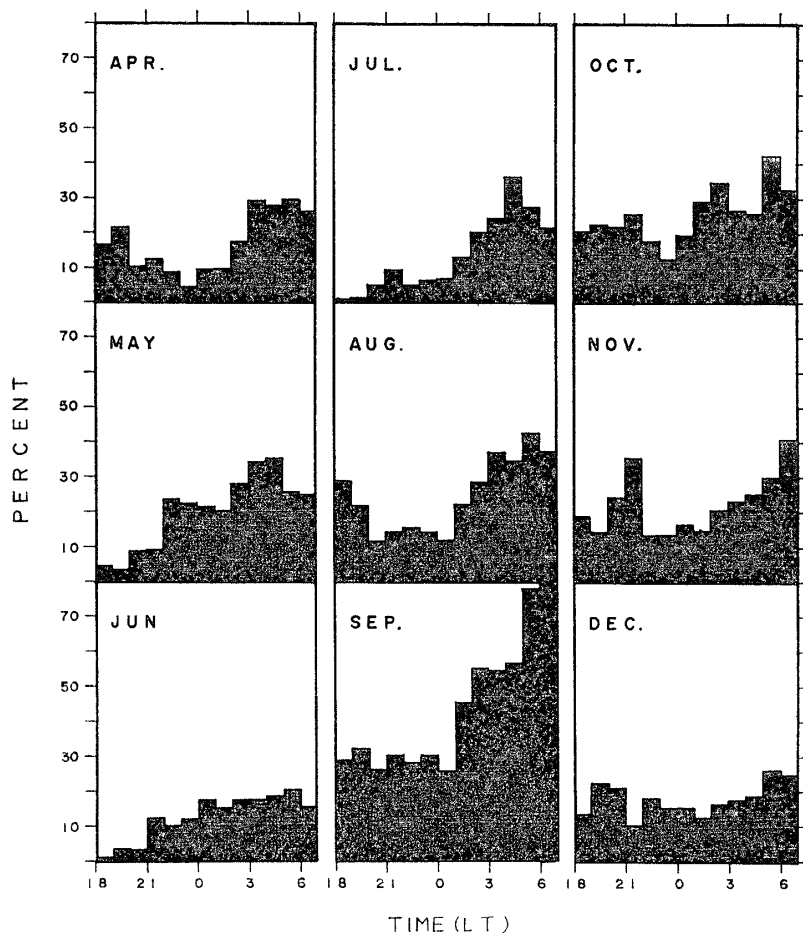 APR.
JUL.
OCT.
70
50
30
10
MAY
AUG.
NOV.
70
50
30
10
PERCENT
JUN
SEP.
DEC.
70
50
30
10
18 21 0 3 6
18 21 0 3 6
18 21 0 3 6
TIME(LT)